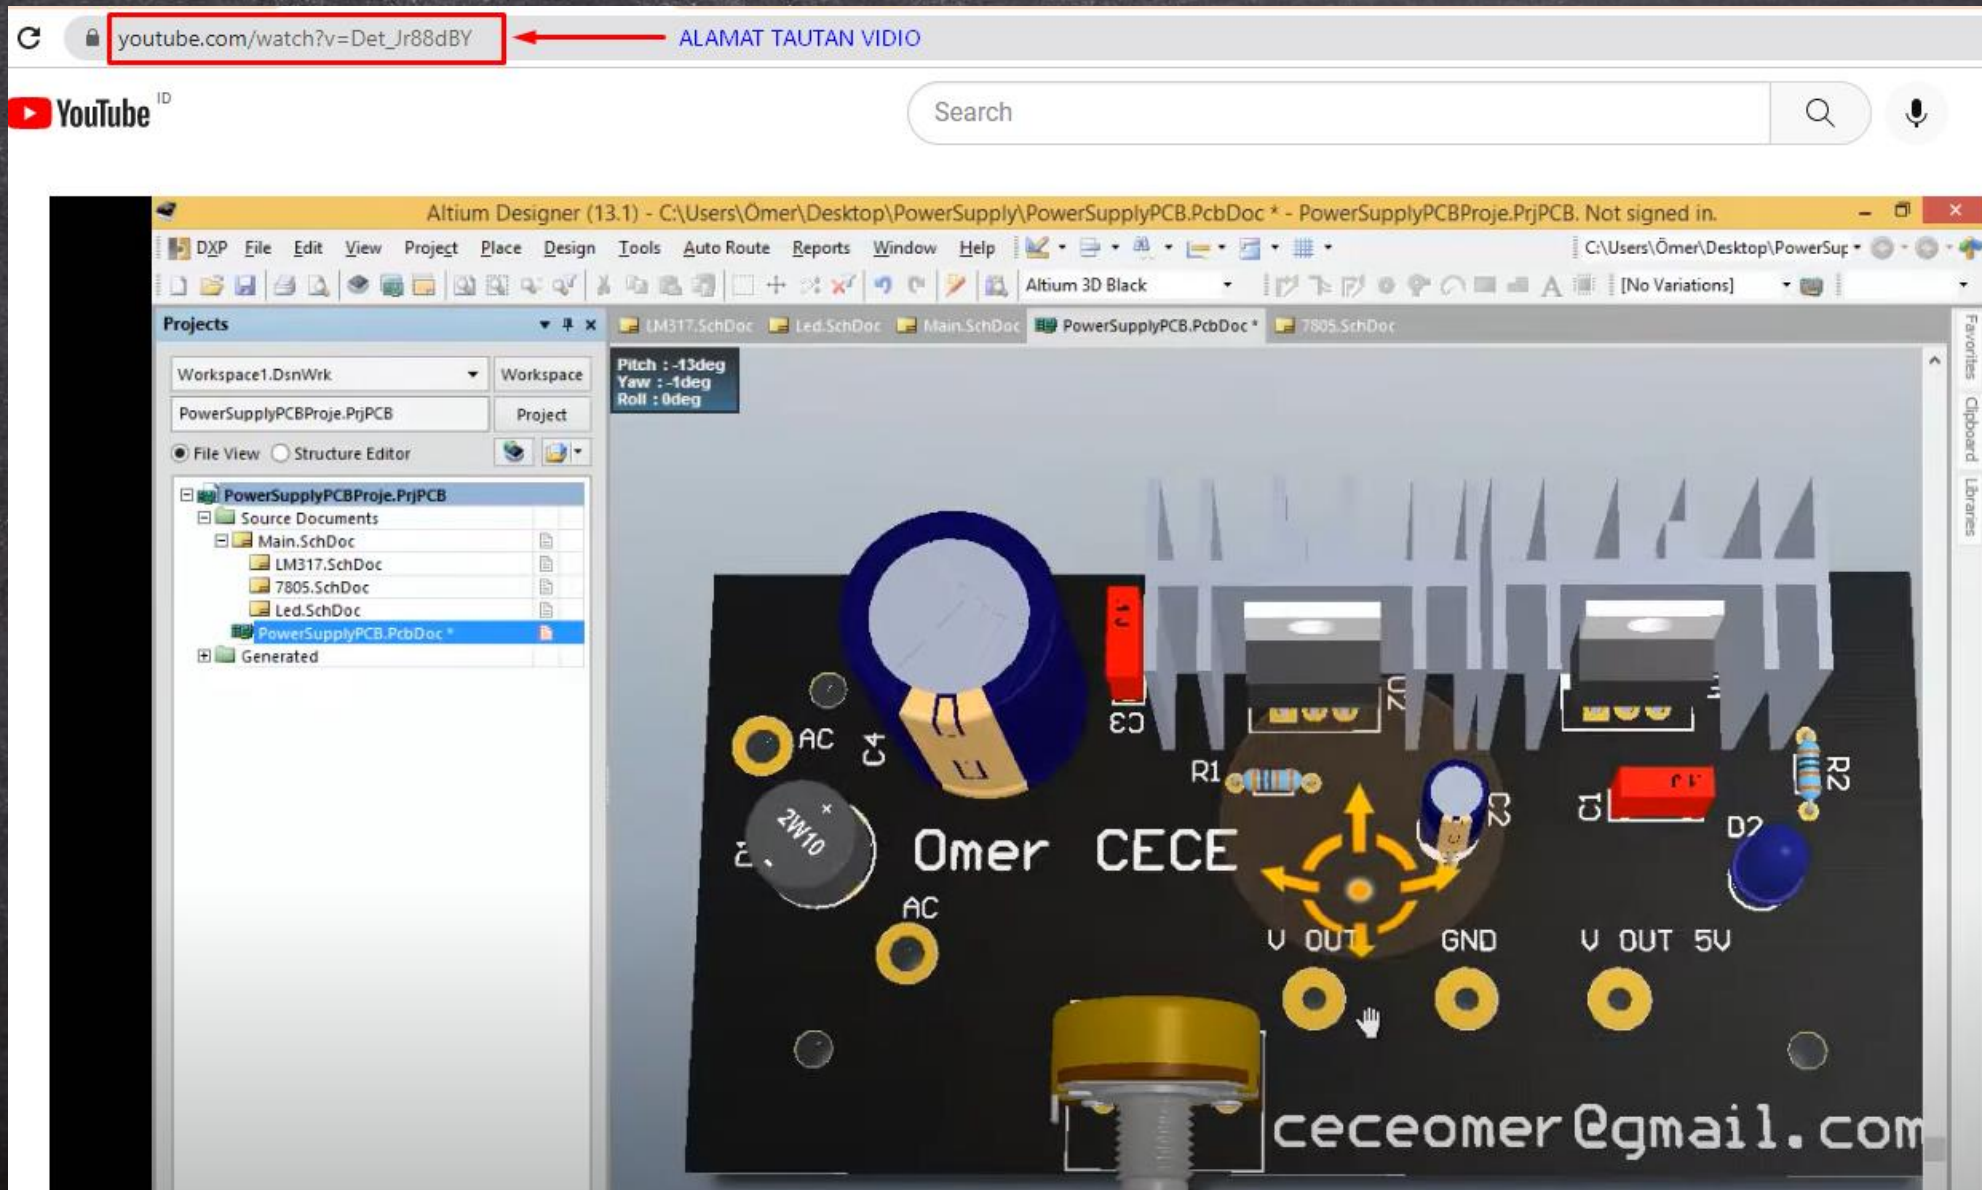 youtube.com/watch?v=Det_Jr88dBY
ALAMAT TAUTAN VIDIO
YouTube ID
Search
Altium Designer (13.1) - C:\Users\Ömer\Desktop\PowerSupply\PowerSupplyPCB.PcbDoc * - PowerSupplyPCBProje.PrjPCB. Not signed in.
DXP File Edit View Project Place Design Tools Auto Route Reports Window Help
C:\Users\Ömer\Desktop\PowerSup
Altium 3D Black
[No Variations]
Projects
LM317.SchDoc Led.SchDoc Main.SchDoc PowerSupplyPCB.PcbDoc * 7805.SchDoc
Workspace1.DsnWrk
Workspace
PowerSupplyPCBProje.PrjPCB
Project
File View Structure Editor
PowerSupplyPCBProje.PrjPCB
Source Documents
Main.SchDoc
LM317.SchDoc
7805.SchDoc
Led.SchDoc
PowerSupplyPCB.PcbDoc *
Generated
Pitch : -13deg
Yaw : -1deg
Roll : 0deg
Favorites
Clipboard
Libraries
AC
C4
C3
U2
R1
C2
C1
R2
D2
2W10
Omer CECE
AC
V OUT
GND
V OUT 5V
ceceomer@gmail.com